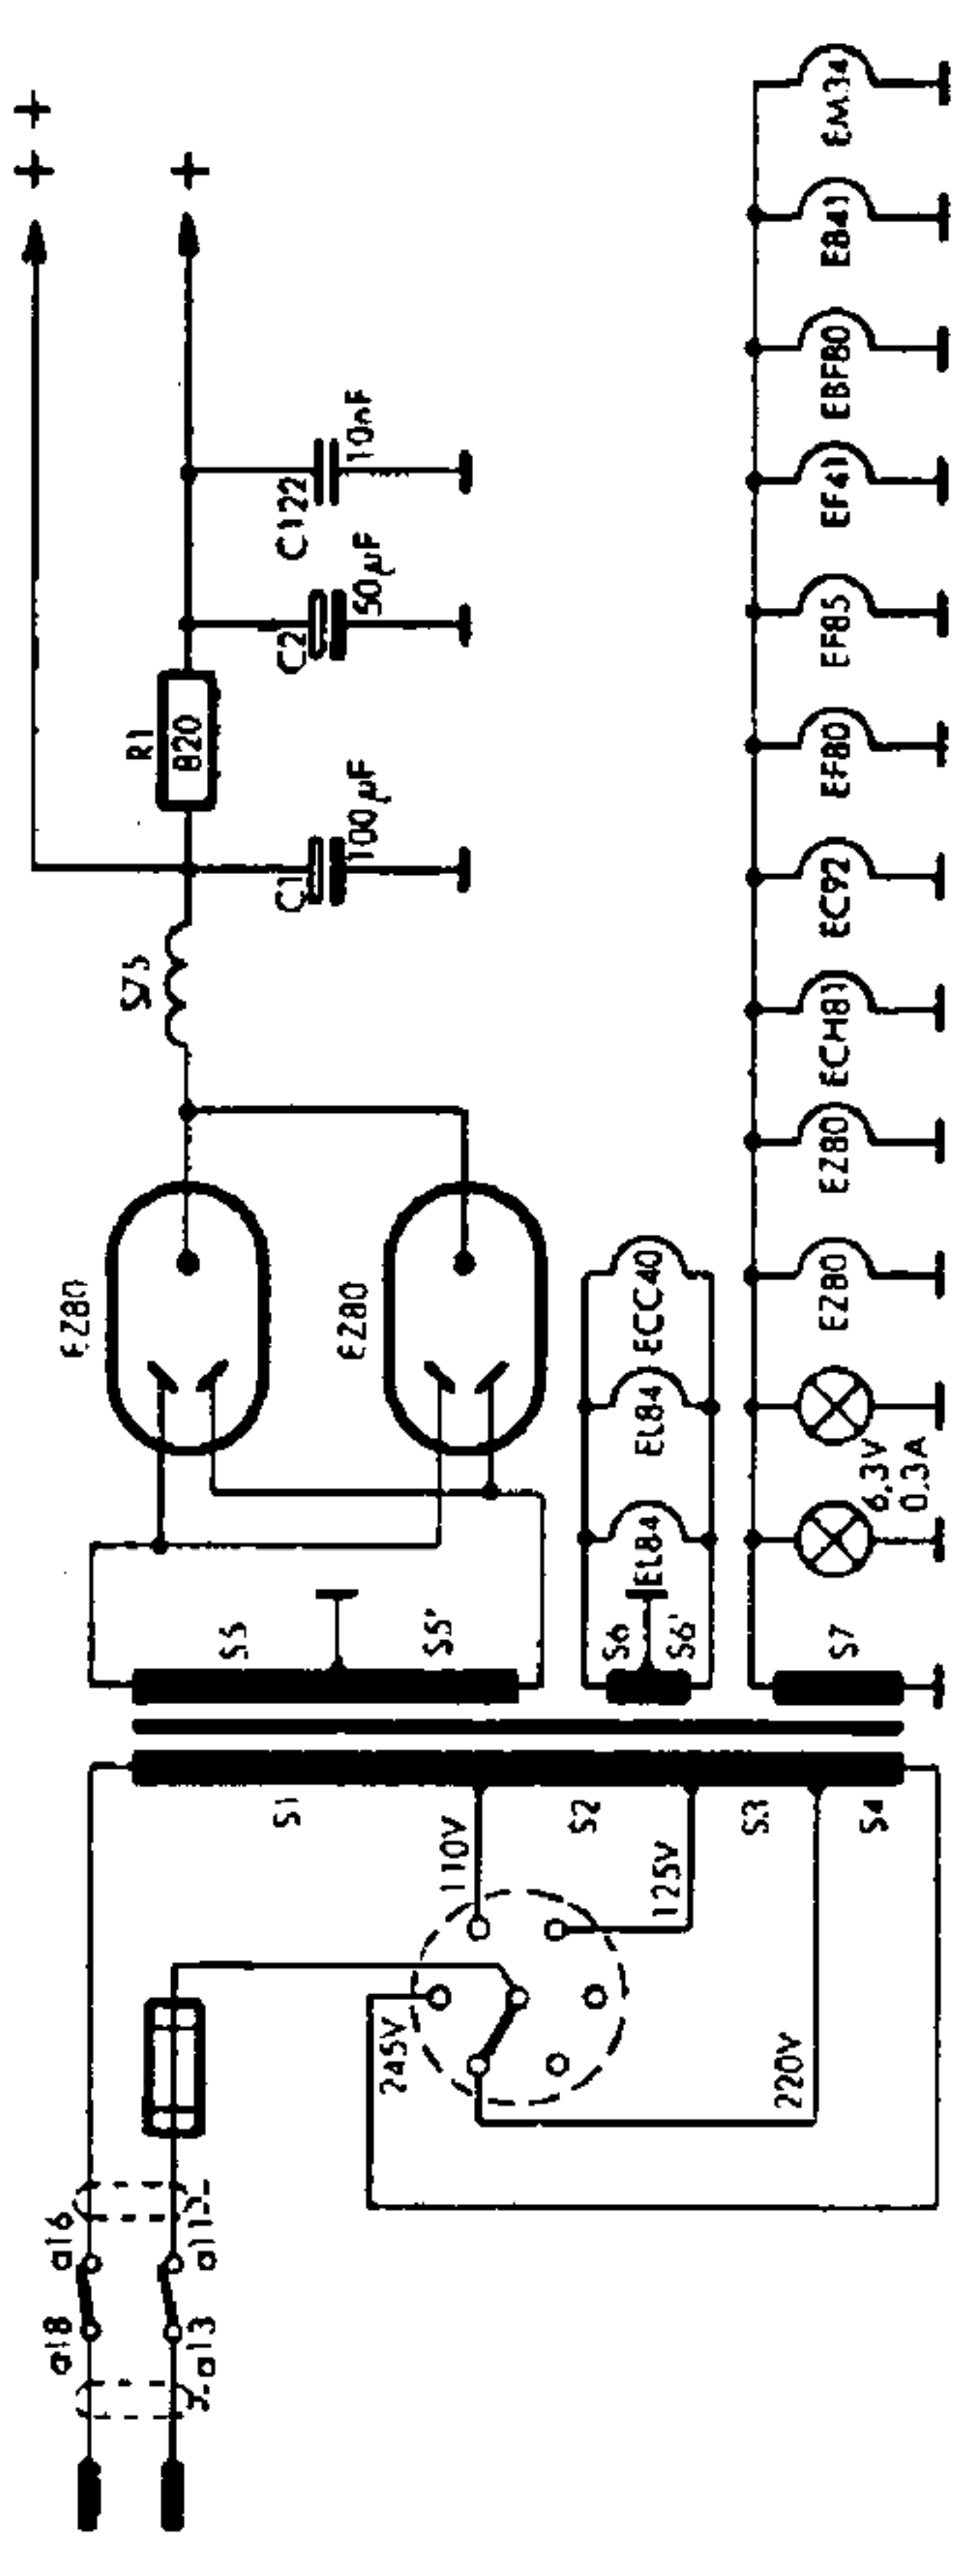 + +
+
EM34
EB41
EBF80
EF41
EF85
EF80
EC92
ECH81
EZ80
EZ80
6,3V
0.3A
10nF
C122
50µF
C2
R1
820
100µF
C1
S75
EZ80
EZ80
ECC40
EL84
EL84
S5
S5'
S6
S6'
S7
S1
S2
S3
S4
110V
125V
245V
220V
a16
a18
a13